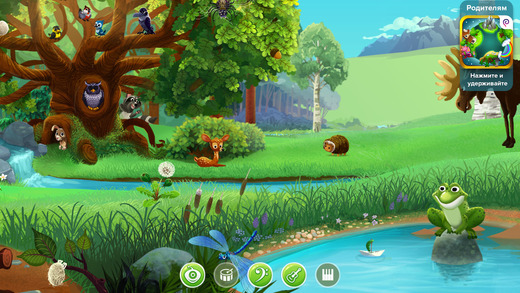 Родителям
Нажмите и
удерживайте